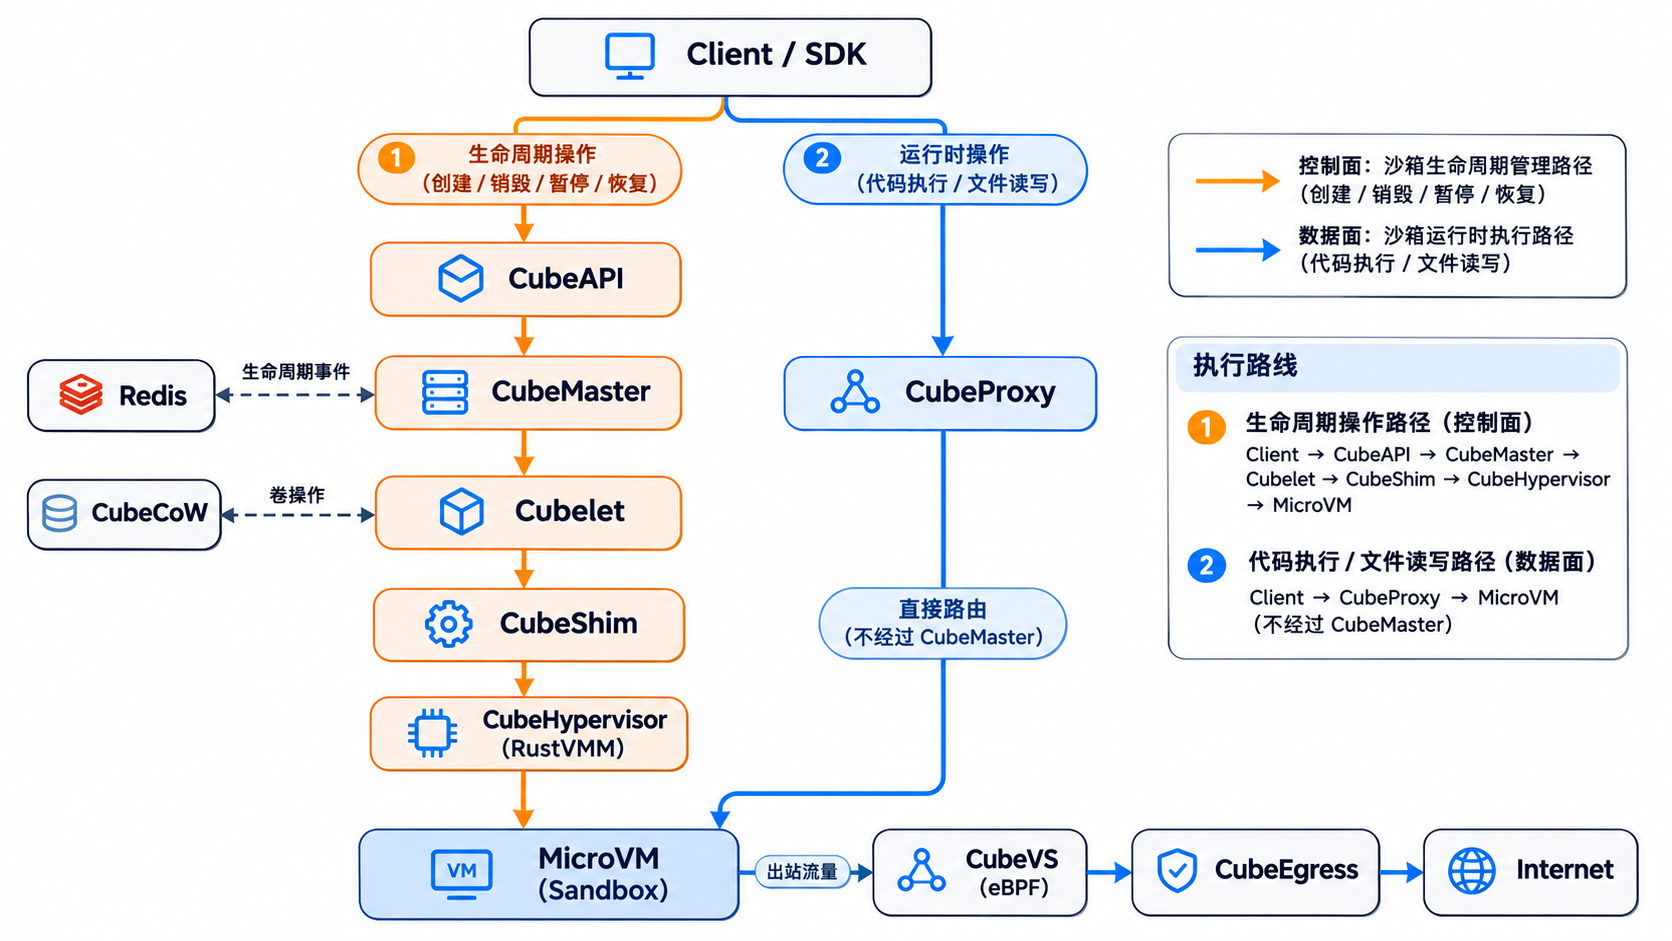 Client / SDK
1
生命周期操作
（创建 / 销毁 / 暂停 / 恢复）
2
运行时操作
（代码执行 / 文件读写）
控制面：沙箱生命周期管理路径
（创建 / 销毁 / 暂停 / 恢复）
数据面：沙箱运行时执行路径
（代码执行 / 文件读写）
CubeAPI
Redis
生命周期事件
CubeMaster
CubeProxy
CubeCoW
卷操作
Cubelet
CubeShim
直接路由
（不经过 CubeMaster）
CubeHypervisor
（RustVMM）
执行路线
1
生命周期操作路径（控制面）
Client → CubeAPI → CubeMaster →
Cubelet → CubeShim → CubeHypervisor
→ MicroVM
2
代码执行 / 文件读写路径（数据面）
Client → CubeProxy → MicroVM
（不经过 CubeMaster）
VM
MicroVM
（Sandbox）
出站流量
CubeVS
（eBPF）
CubeEgress
Internet